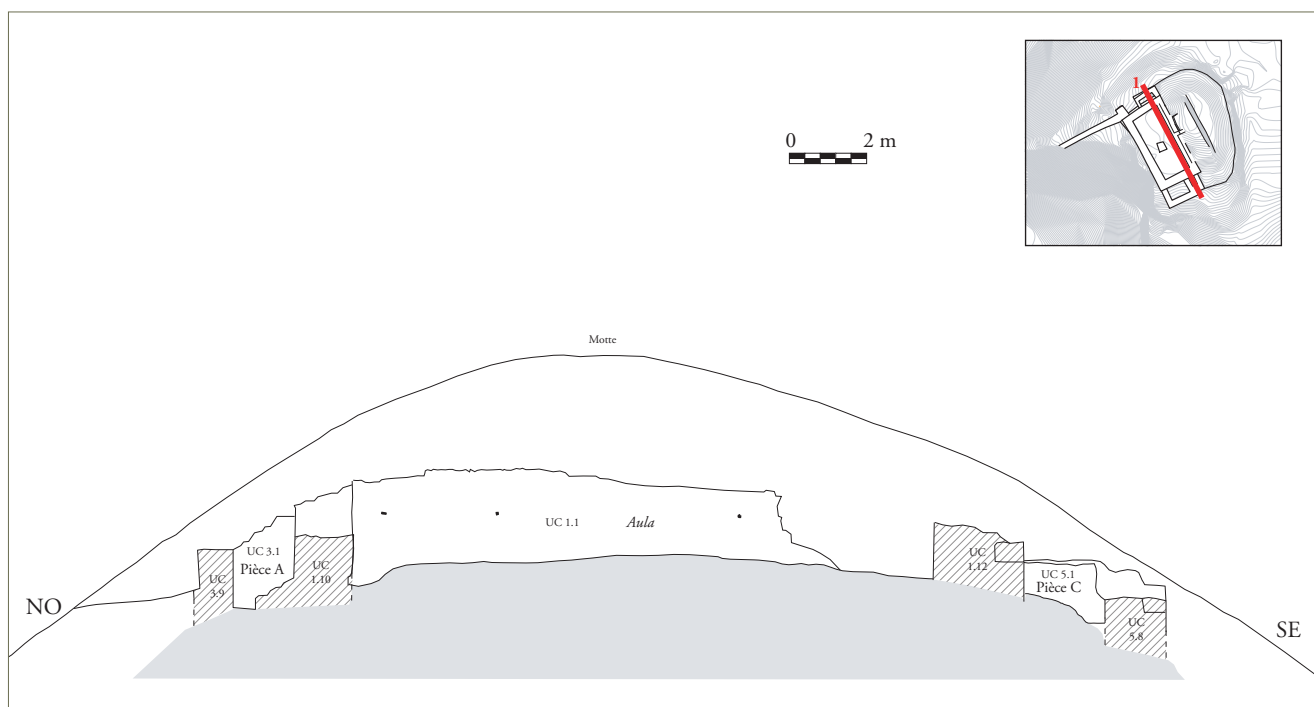 1
0 2 m
Motte
UC 1.1 Aula
UC 3.1
Pièce A
UC
3.9
UC
1.10
UC
1.12
UC 5.1
Pièce C
UC
5.8
NO
SE